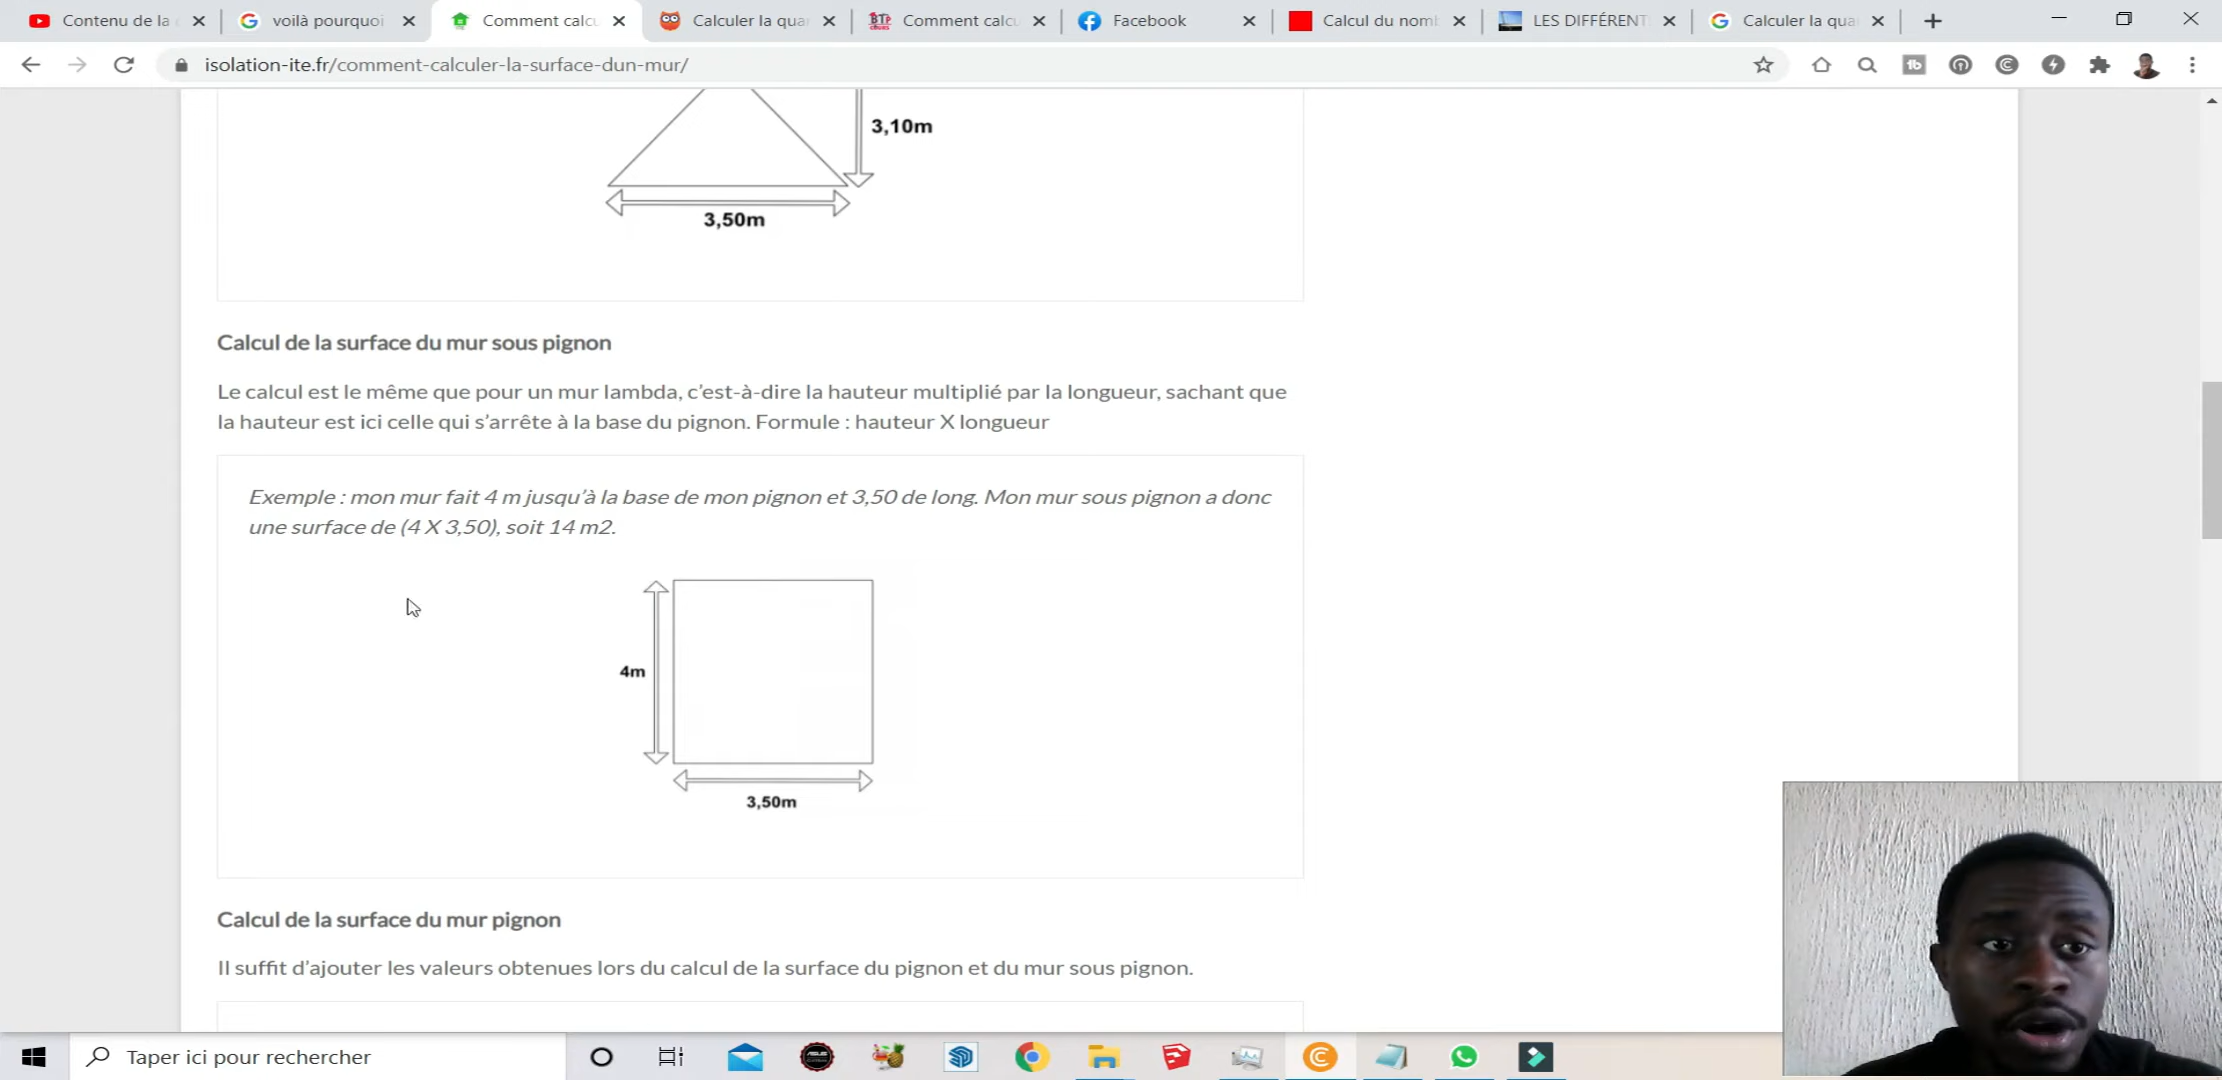 Contenu de la
voilà pourquoi
Comment calc
Calculer la qua
BTP COURS
Comment calc
Facebook
Calcul du nom
LES DIFFÉRENT
Calculer la qua
isolation-ite.fr/comment-calculer-la-surface-dun-mur/
3,10m
3,50m
Calcul de la surface du mur sous pignon
Le calcul est le même que pour un mur lambda, c'est-à-dire la hauteur multiplié par la longueur, sachant que
la hauteur est ici celle qui s'arrête à la base du pignon. Formule : hauteur X longueur
Exemple : mon mur fait 4 m jusqu'à la base de mon pignon et 3,50 de long. Mon mur sous pignon a donc
une surface de (4 X 3,50), soit 14 m2.
4m
3,50m
Calcul de la surface du mur pignon
Il suffit d'ajouter les valeurs obtenues lors du calcul de la surface du pignon et du mur sous pignon.
Taper ici pour rechercher